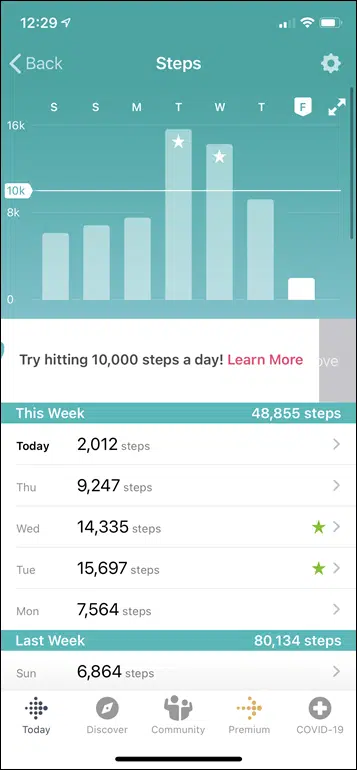 12:29
Back Steps
S S M T W T F
16k
10k
8k
0
Try hitting 10,000 steps a day! Learn More
This Week 48,855 steps
Today 2,012 steps
Thu 9,247 steps
Wed 14,335 steps
Tue 15,697 steps
Mon 7,564 steps
Last Week 80,134 steps
Sun 6,864 steps
Today Discover Community Premium COVID-19